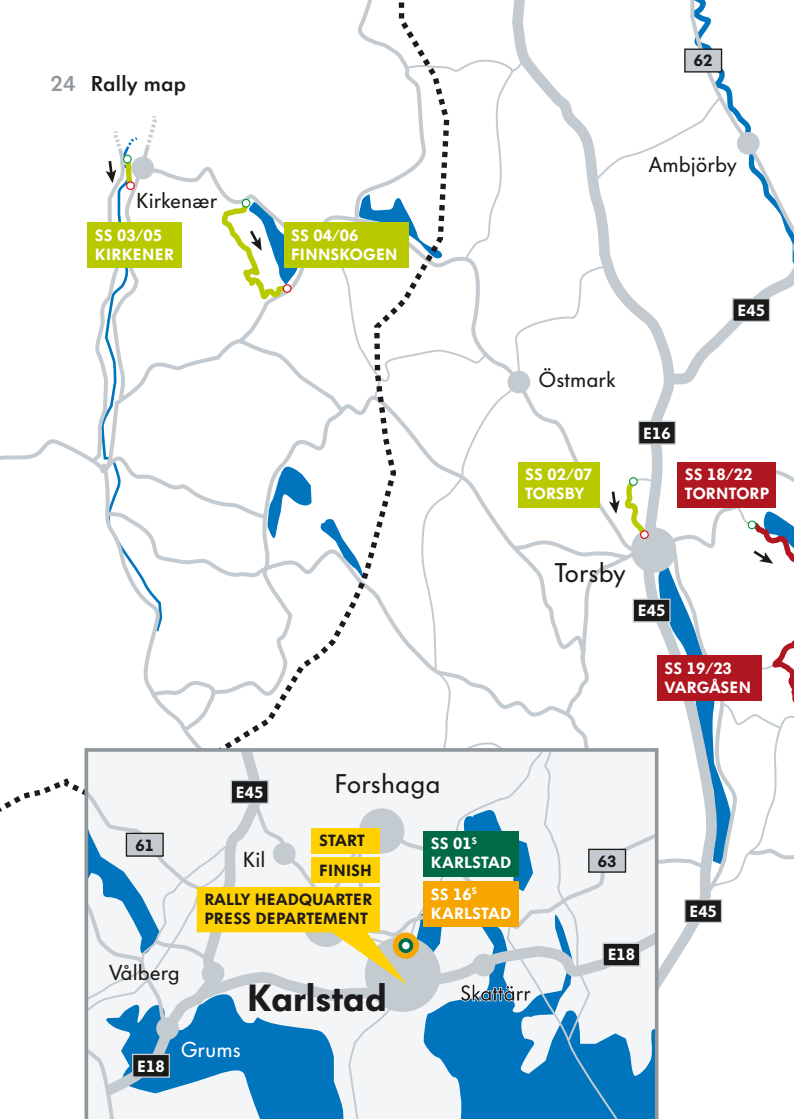 24 Rally map
62
Ambjörby
Kirkenær
SS 03/05
KIRKENER
SS 04/06
FINNSKOGEN
E45
Östmark
E16
SS 02/07
TORSBY
SS 18/22
TORNTORP
Torsby
E45
SS 19/23
VARGÅSEN
E45
Forshaga
61
Kil
START
FINISH
SS 01S
KARLSTAD
63
RALLY HEADQUARTER
PRESS DEPARTEMENT
SS 16S
KARLSTAD
E45
E18
Vålberg
Karlstad
Skattärr
Grums
E18